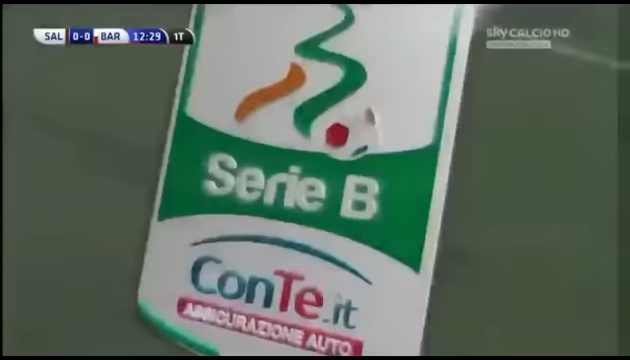 SAL 0-0 BAR 12:29 1T
sky CALCIO HD
Serie B
ConTe.it
ASSICURAZIONE AUTO